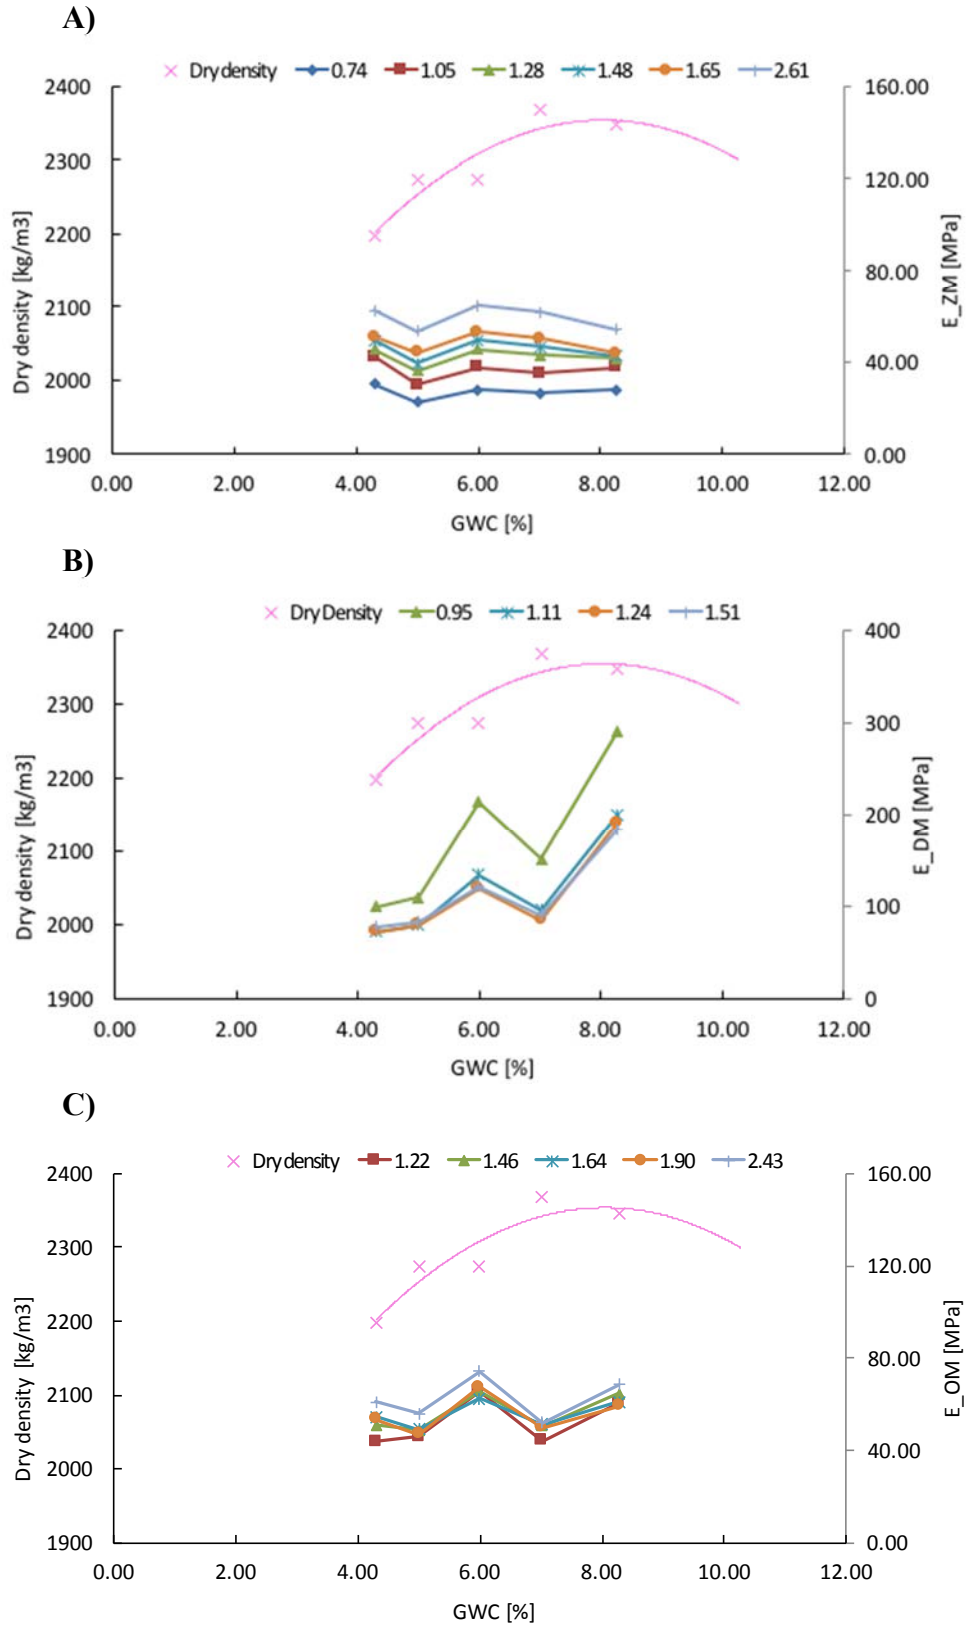 A)
Dry density 0.74 1.05 1.28 1.48 1.65 2.61
2400 160.00
2300
120.00
2200
80.00
2100
2000 40.00
1900 0.00
Dry density [kg/m3]
E_ZM [MPa]
0.00 2.00 4.00 6.00 8.00 10.00 12.00
GWC [%]
B)
Dry Density 0.95 1.11 1.24 1.51
2400 400
2300 300
2200
200
2100
2000 100
1900 0
Dry density [kg/m3]
E_DM [MPa]
0.00 2.00 4.00 6.00 8.00 10.00 12.00
GWC [%]
C)
Dry density 1.22 1.46 1.64 1.90 2.43
2400 160.00
2300
120.00
2200
80.00
2100
2000 40.00
1900 0.00
Dry density [kg/m3]
E_OM [MPa]
0.00 2.00 4.00 6.00 8.00 10.00 12.00
GWC [%]